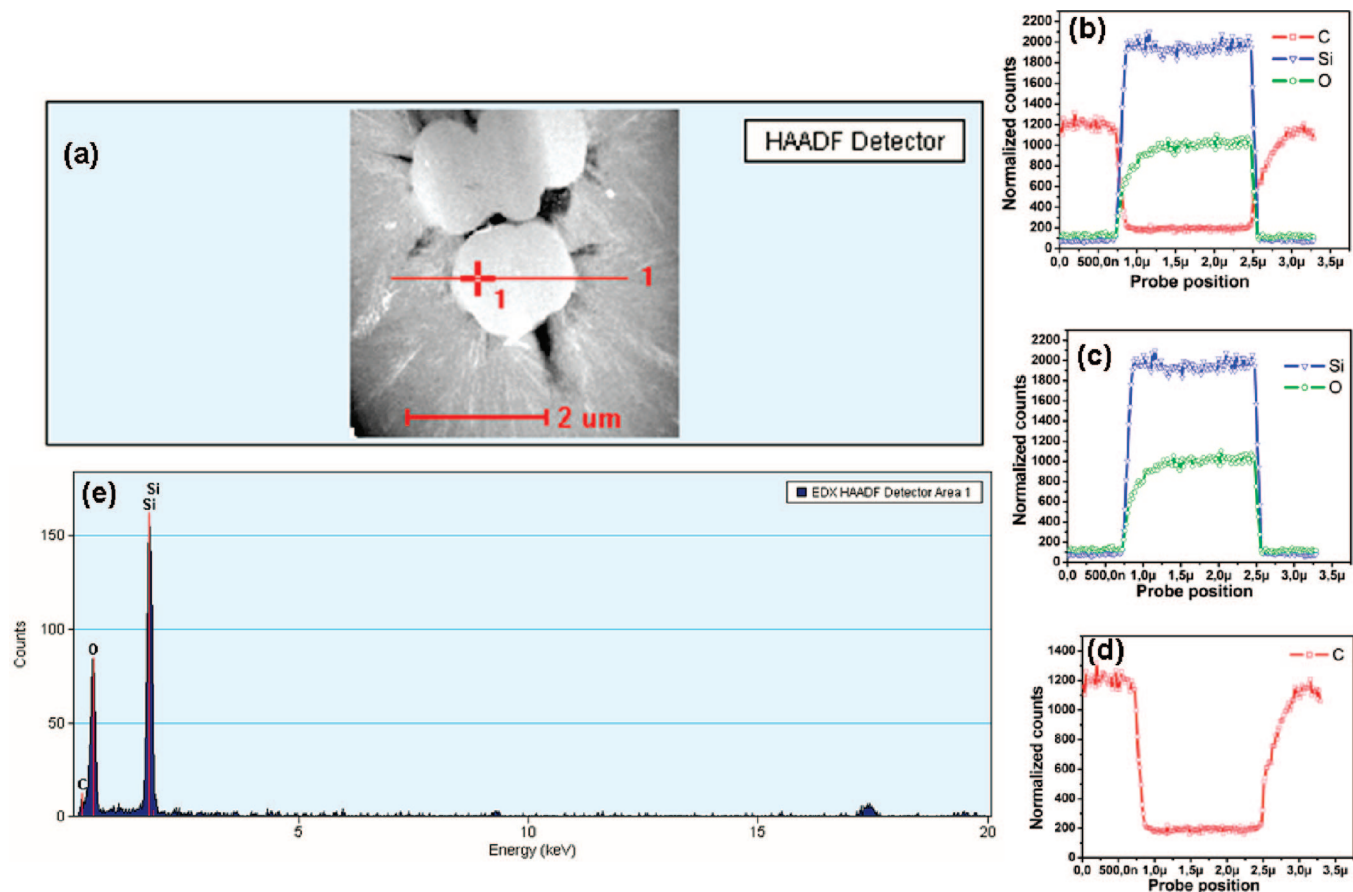 (a)
HAADF Detector
1
1
2 um
(b)
C
Si
O
Normalized counts
2200
2000
1800
1600
1400
1200
1000
800
600
400
200
0
0,0 500,0n 1,0µ 1,5µ 2,0µ 2,5µ 3,0µ 3,5µ
Probe position
(c)
Si
O
Normalized counts
2200
2000
1800
1600
1400
1200
1000
800
600
400
200
0
0,0 500,0n 1,0µ 1,5µ 2,0µ 2,5µ 3,0µ 3,5µ
Probe position
(d)
C
Normalized counts
1400
1200
1000
800
600
400
200
0
0,0 500,0n 1,0µ 1,5µ 2,0µ 2,5µ 3,0µ 3,5µ
Probe position
(e)
EDX HAADF Detector Area 1
Si
Si
O
C
Counts
150
100
50
0
5 10 15 20
Energy (keV)